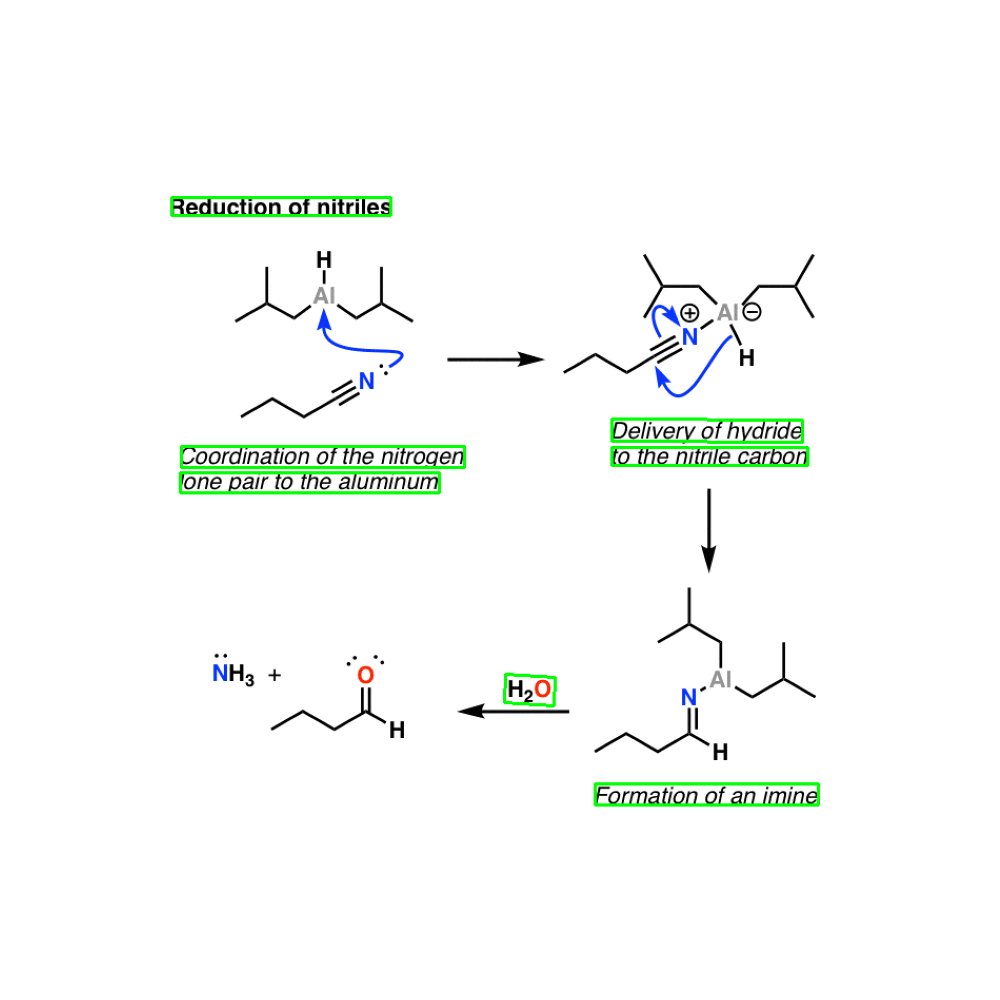 Reduction of nitriles
H
Al
N
Coordination of the nitrogen
lone pair to the aluminum
⊕ Al ⊖
N
H
Delivery of hydride
to the nitrile carbon
Al
N
H
Formation of an imine
H₂O
NH₃ + O
H